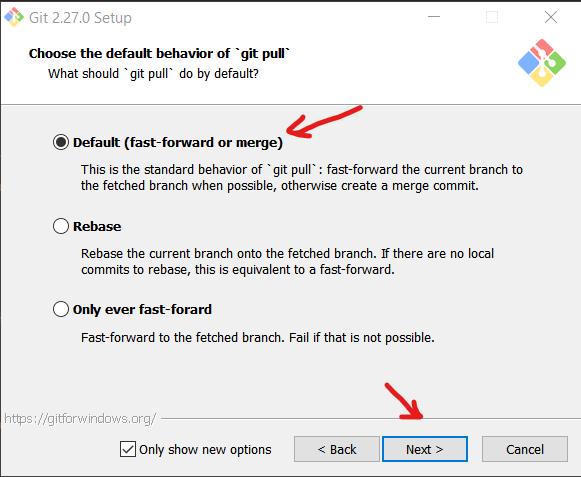 Git 2.27.0 Setup
Choose the default behavior of `git pull`
What should `git pull` do by default?
Default (fast-forward or merge)
This is the standard behavior of `git pull`: fast-forward the current branch to
the fetched branch when possible, otherwise create a merge commit.
Rebase
Rebase the current branch onto the fetched branch. If there are no local
commits to rebase, this is equivalent to a fast-forward.
Only ever fast-forard
Fast-forward to the fetched branch. Fail if that is not possible.
https://gitforwindows.org/
Only show new options
< Back
Next >
Cancel